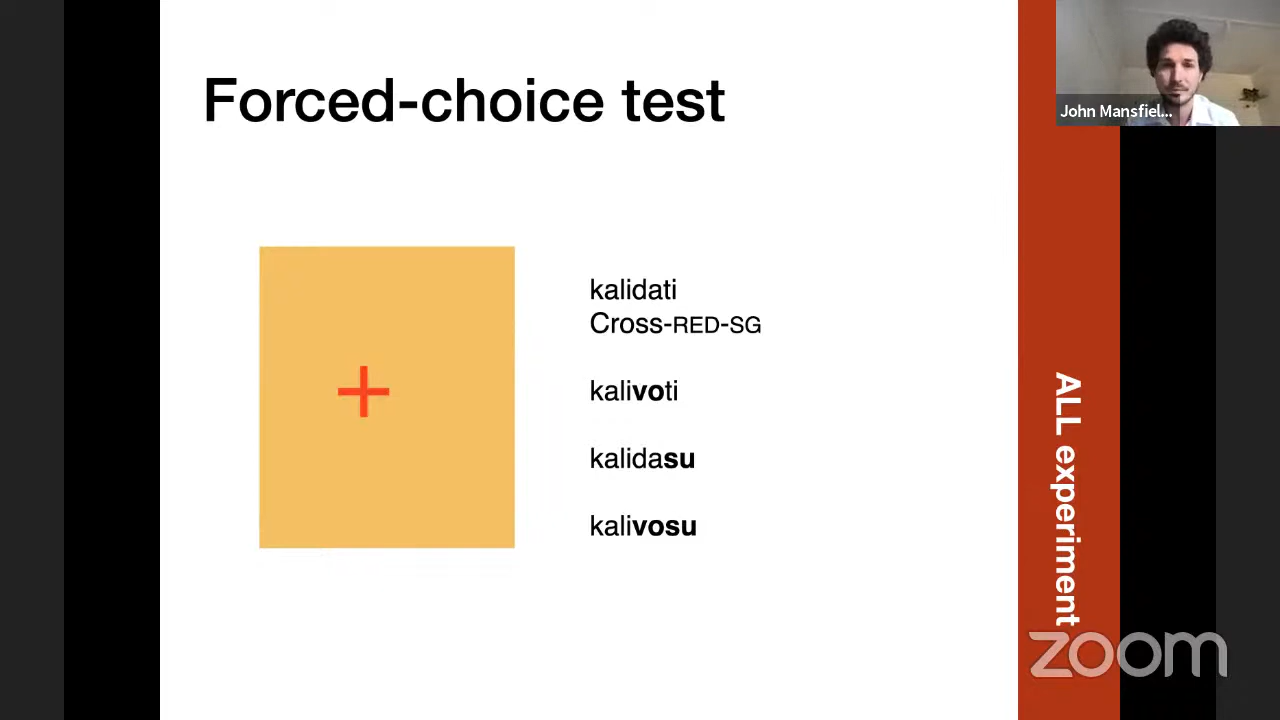 Forced-choice test
kalidati
Cross-RED-SG
kalivoti
kalidasu
kalivosu
ALL experiment
John Mansfiel...
zoom